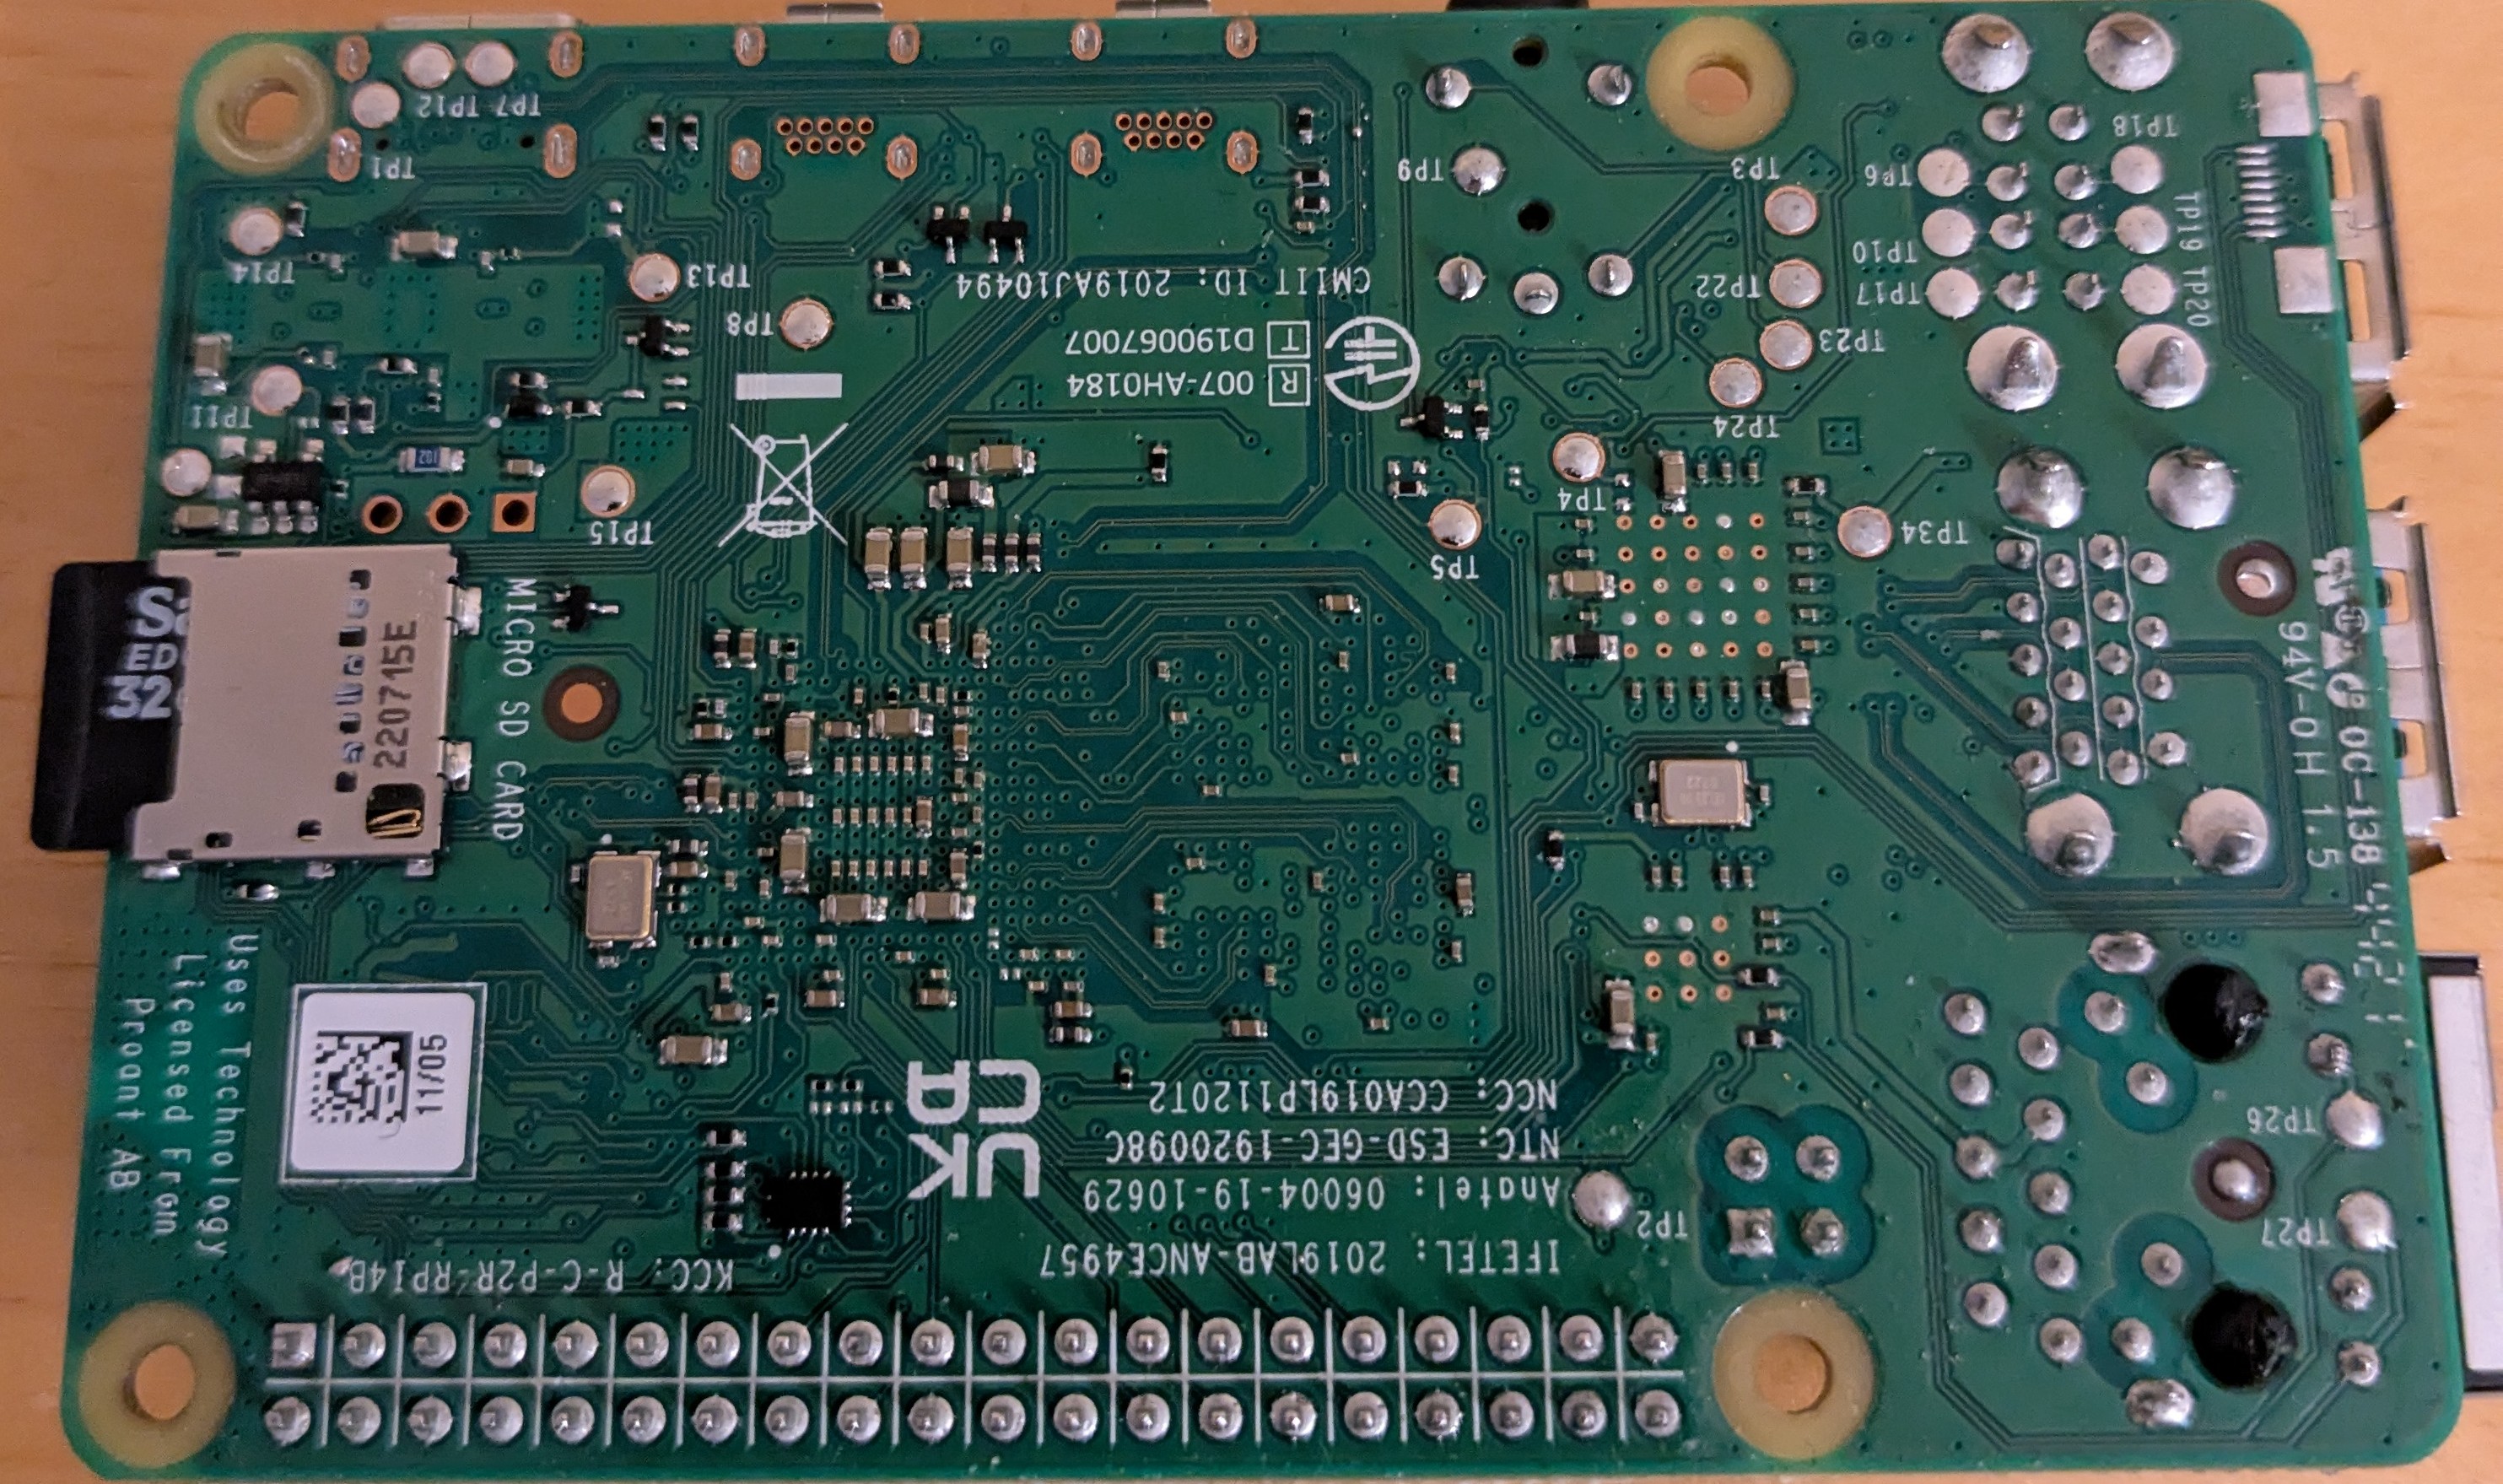 TP12 TP7
TP1
TP14
TP13
TP8
TP11
TP15
TP9
TP3
TP6
TP18
TP10
TP19 TP20
TP22
TP17
TP23
TP24
TP4
TP5
TP34
CMIIT ID: 2019AJ10494
T D190067007
R 007-AH0184
102
MICRO SD CARD
220715E
94V-0H 1.5
Uses Technology
Licensed From
Proant AB
11/05
UK
CA
NCC: CCAO19LP1120T2
NTC: ESD-GEC-1920098C
Anatel: 06004-19-10629
IFETEL: 2019LAB-ANCE4957
KCC: R-C-P2R-RPI4B
TP2
TP26
TP27